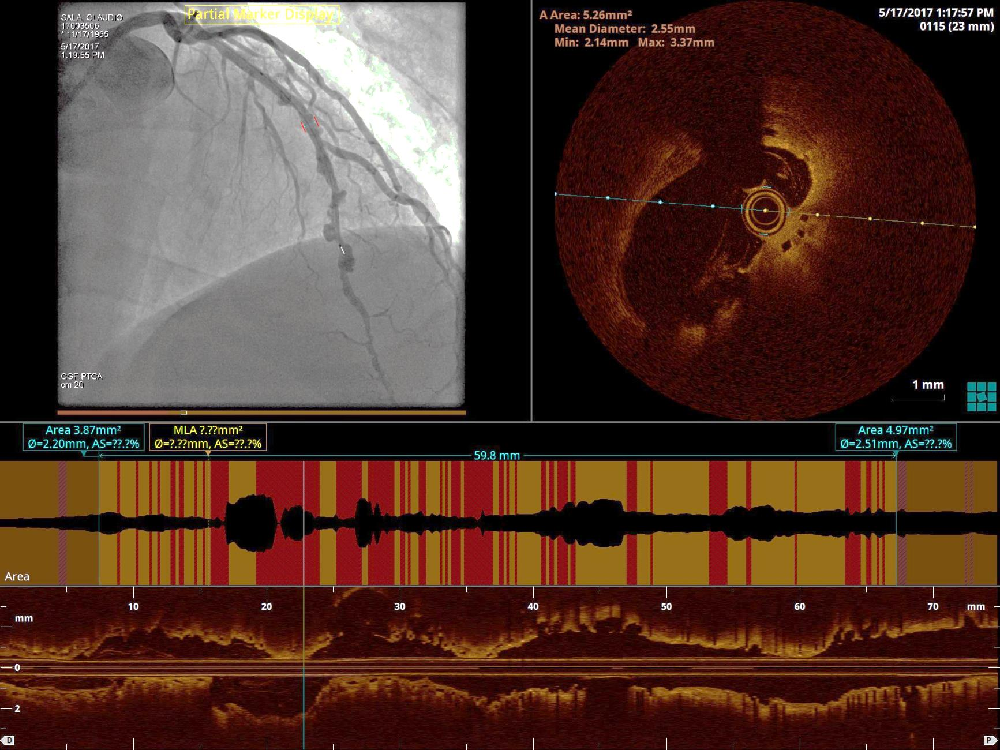 Partial Marker Display
SALA, CLAUDIO
17003506
* 11/17/1965
5/17/2017
1:19:55 PM
CGF PTCA
cm 20
A Area: 5.26mm²
Mean Diameter: 2.55mm
Min: 2.14mm Max: 3.37mm
5/17/2017 1:17:57 PM
0115 (23 mm)
1 mm
Area 3.87mm²
Ø=2.20mm, AS=??.?%
MLA ?.??mm²
Ø=?.??mm, AS=??.?%
Area 4.97mm²
Ø=2.51mm, AS=??.?%
59.8 mm
Area
10 20 30 40 50 60 70 mm
mm
0
2
D P